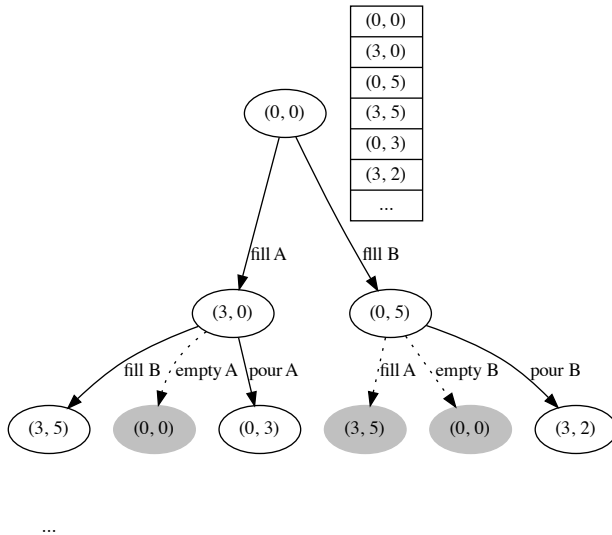 (0, 0)
(3, 0)
(0, 5)
(3, 5)
(0, 3)
(3, 2)
...
(0, 0)
fill A
flll B
(3, 0)
(0, 5)
fill B
empty A
pour A
fill A
empty B
pour B
(3, 5)
(0, 0)
(0, 3)
(3, 5)
(0, 0)
(3, 2)
...